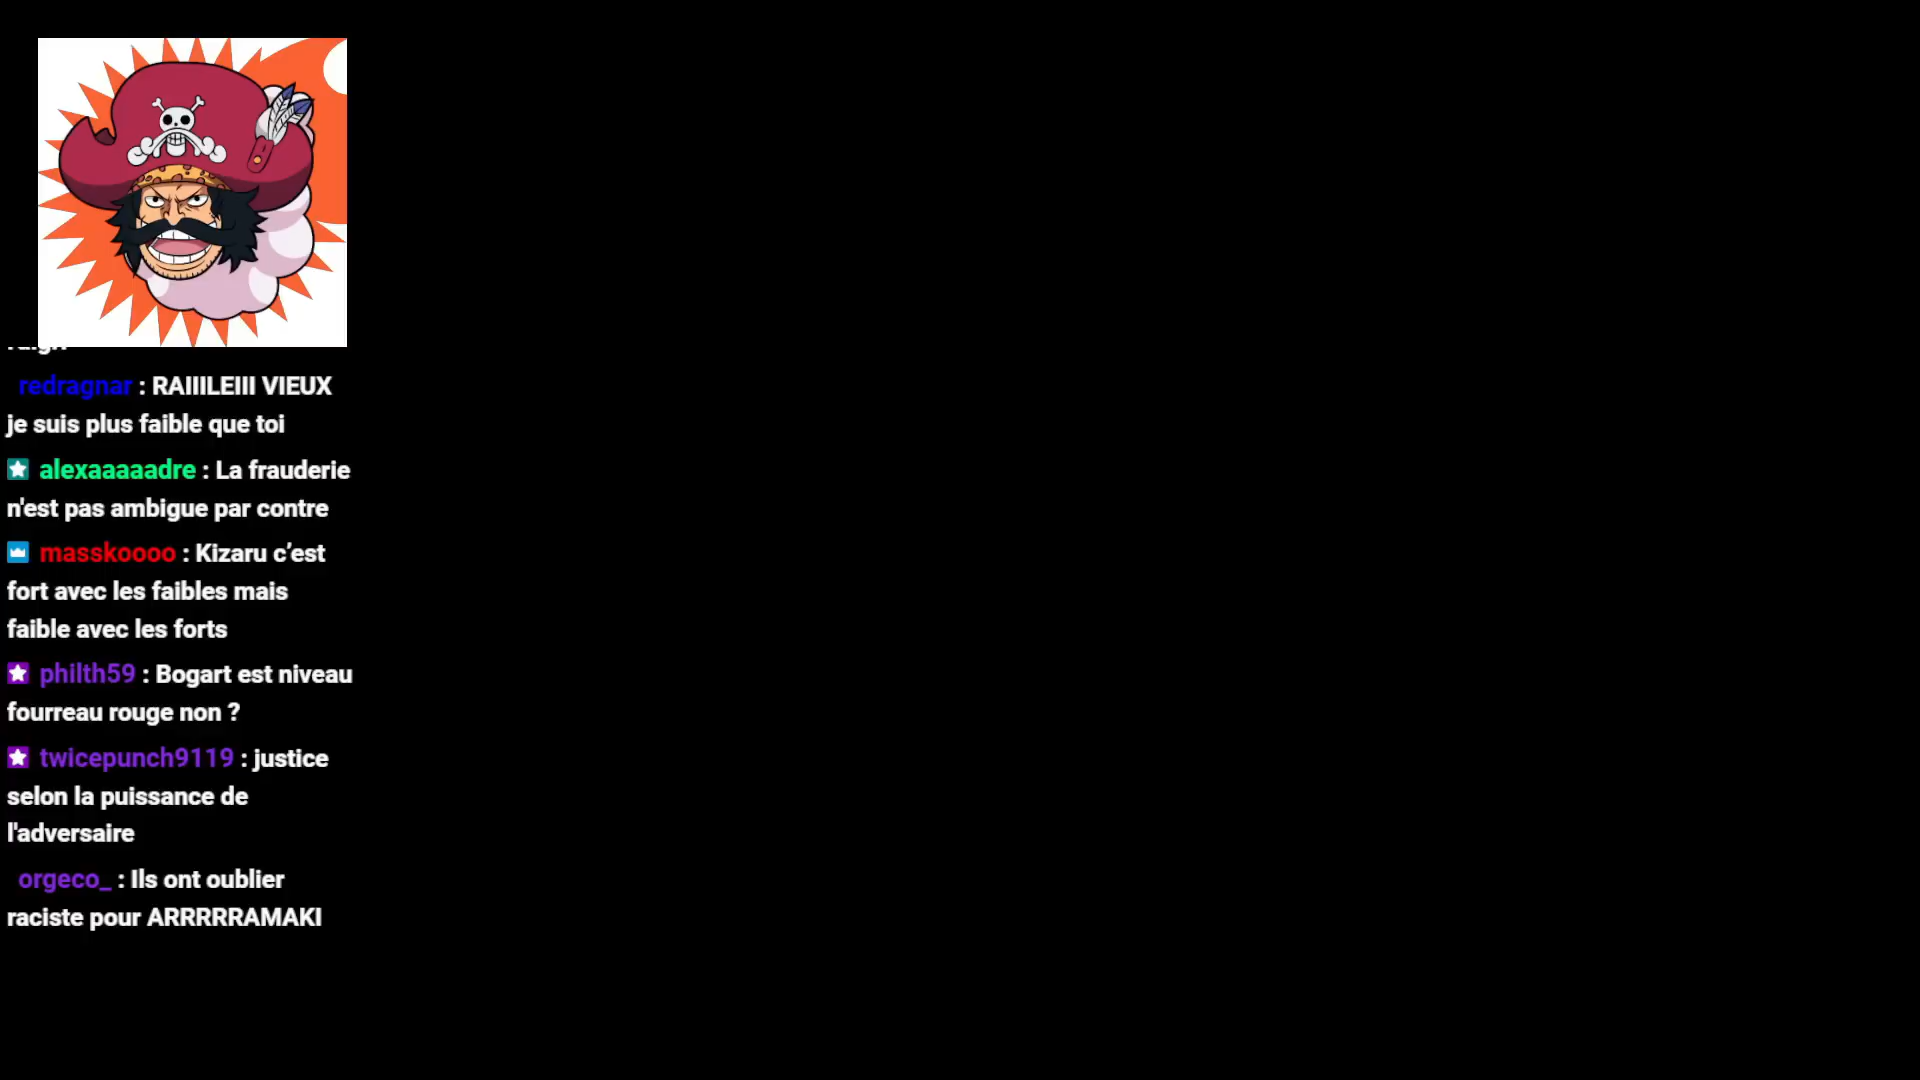 redragnar : RAIIILEIII VIEUX
je suis plus faible que toi
alexaaaaadre : La frauderie
n'est pas ambigue par contre
masskoooo : Kizaru c’est
fort avec les faibles mais
faible avec les forts
philth59 : Bogart est niveau
fourreau rouge non ?
twicepunch9119 : justice
selon la puissance de
l'adversaire
orgeco_ : Ils ont oublier
raciste pour ARRRRRAMAKI